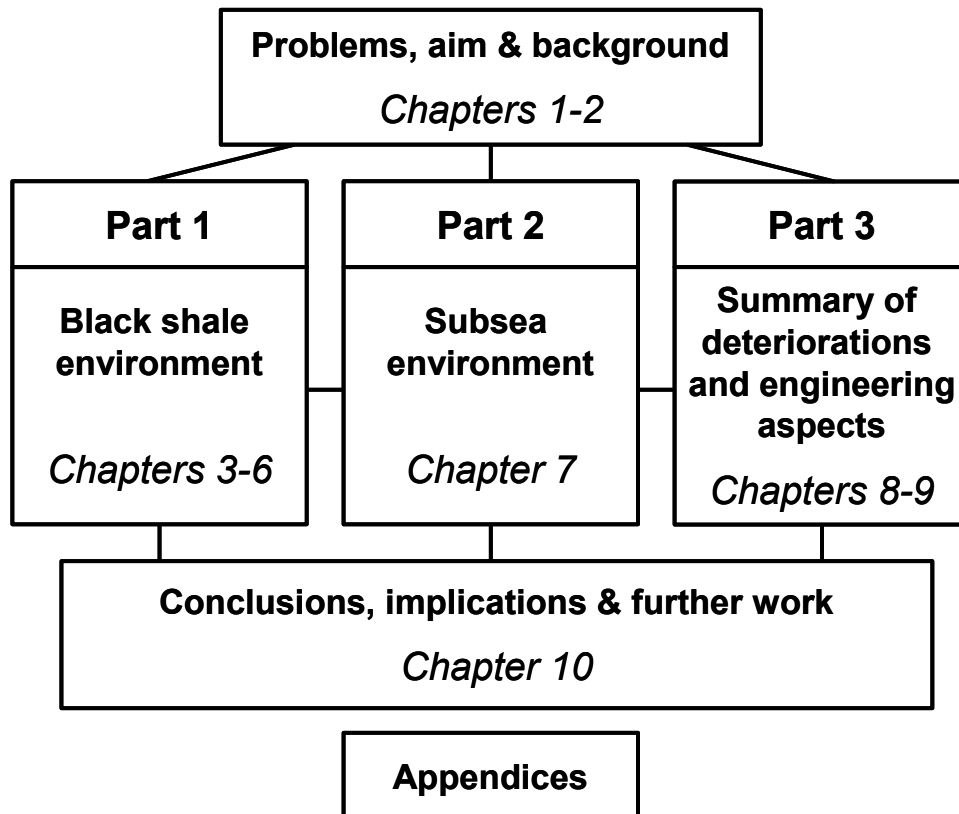 Problems, aim & background
Chapters 1-2
Part 1
Black shale
environment
Chapters 3-6
Part 2
Subsea
environment
Chapter 7
Part 3
Summary of
deteriorations
and engineering
aspects
Chapters 8-9
Conclusions, implications & further work
Chapter 10
Appendices